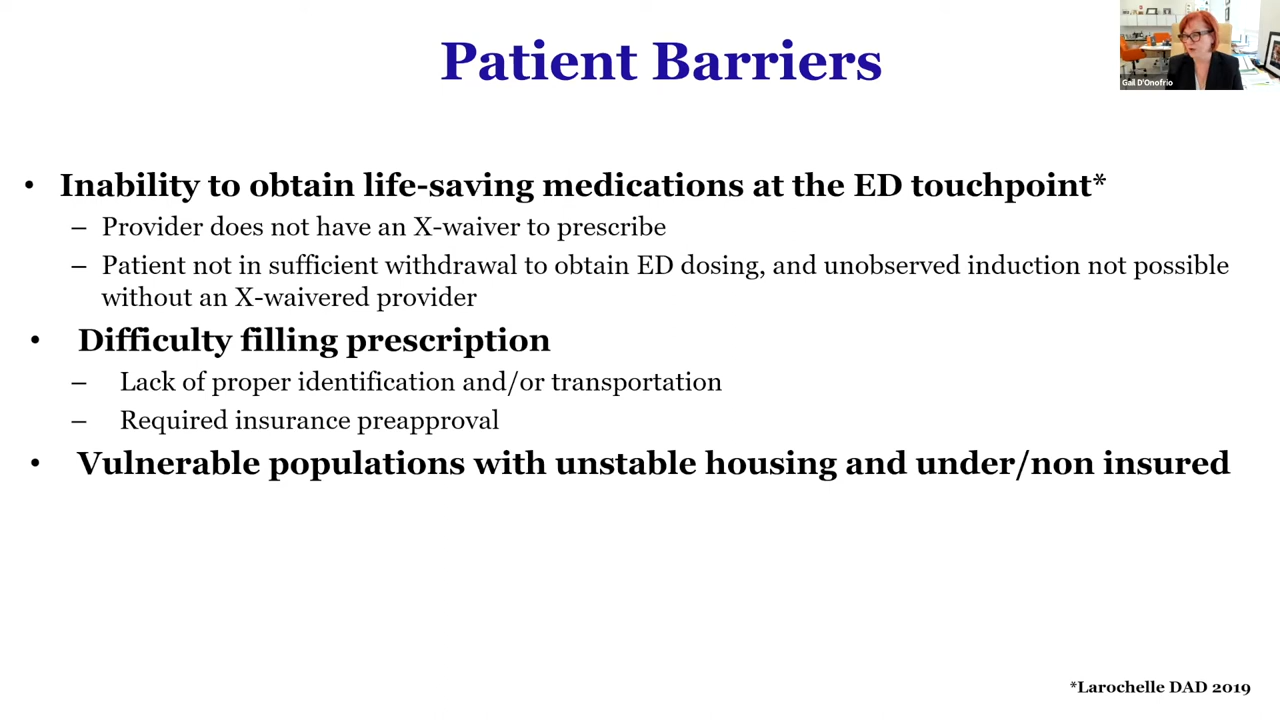 Patient Barriers
Gail D'Onofrio
• Inability to obtain life-saving medications at the ED touchpoint*
– Provider does not have an X-waiver to prescribe
– Patient not in sufficient withdrawal to obtain ED dosing, and unobserved induction not possible
without an X-waivered provider
• Difficulty filling prescription
– Lack of proper identification and/or transportation
– Required insurance preapproval
• Vulnerable populations with unstable housing and under/non insured
*Larochelle DAD 2019